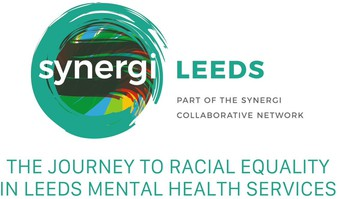 synergi LEEDS
PART OF THE SYNERGI
COLLABORATIVE NETWORK
THE JOURNEY TO RACIAL EQUALITY
IN LEEDS MENTAL HEALTH SERVICES